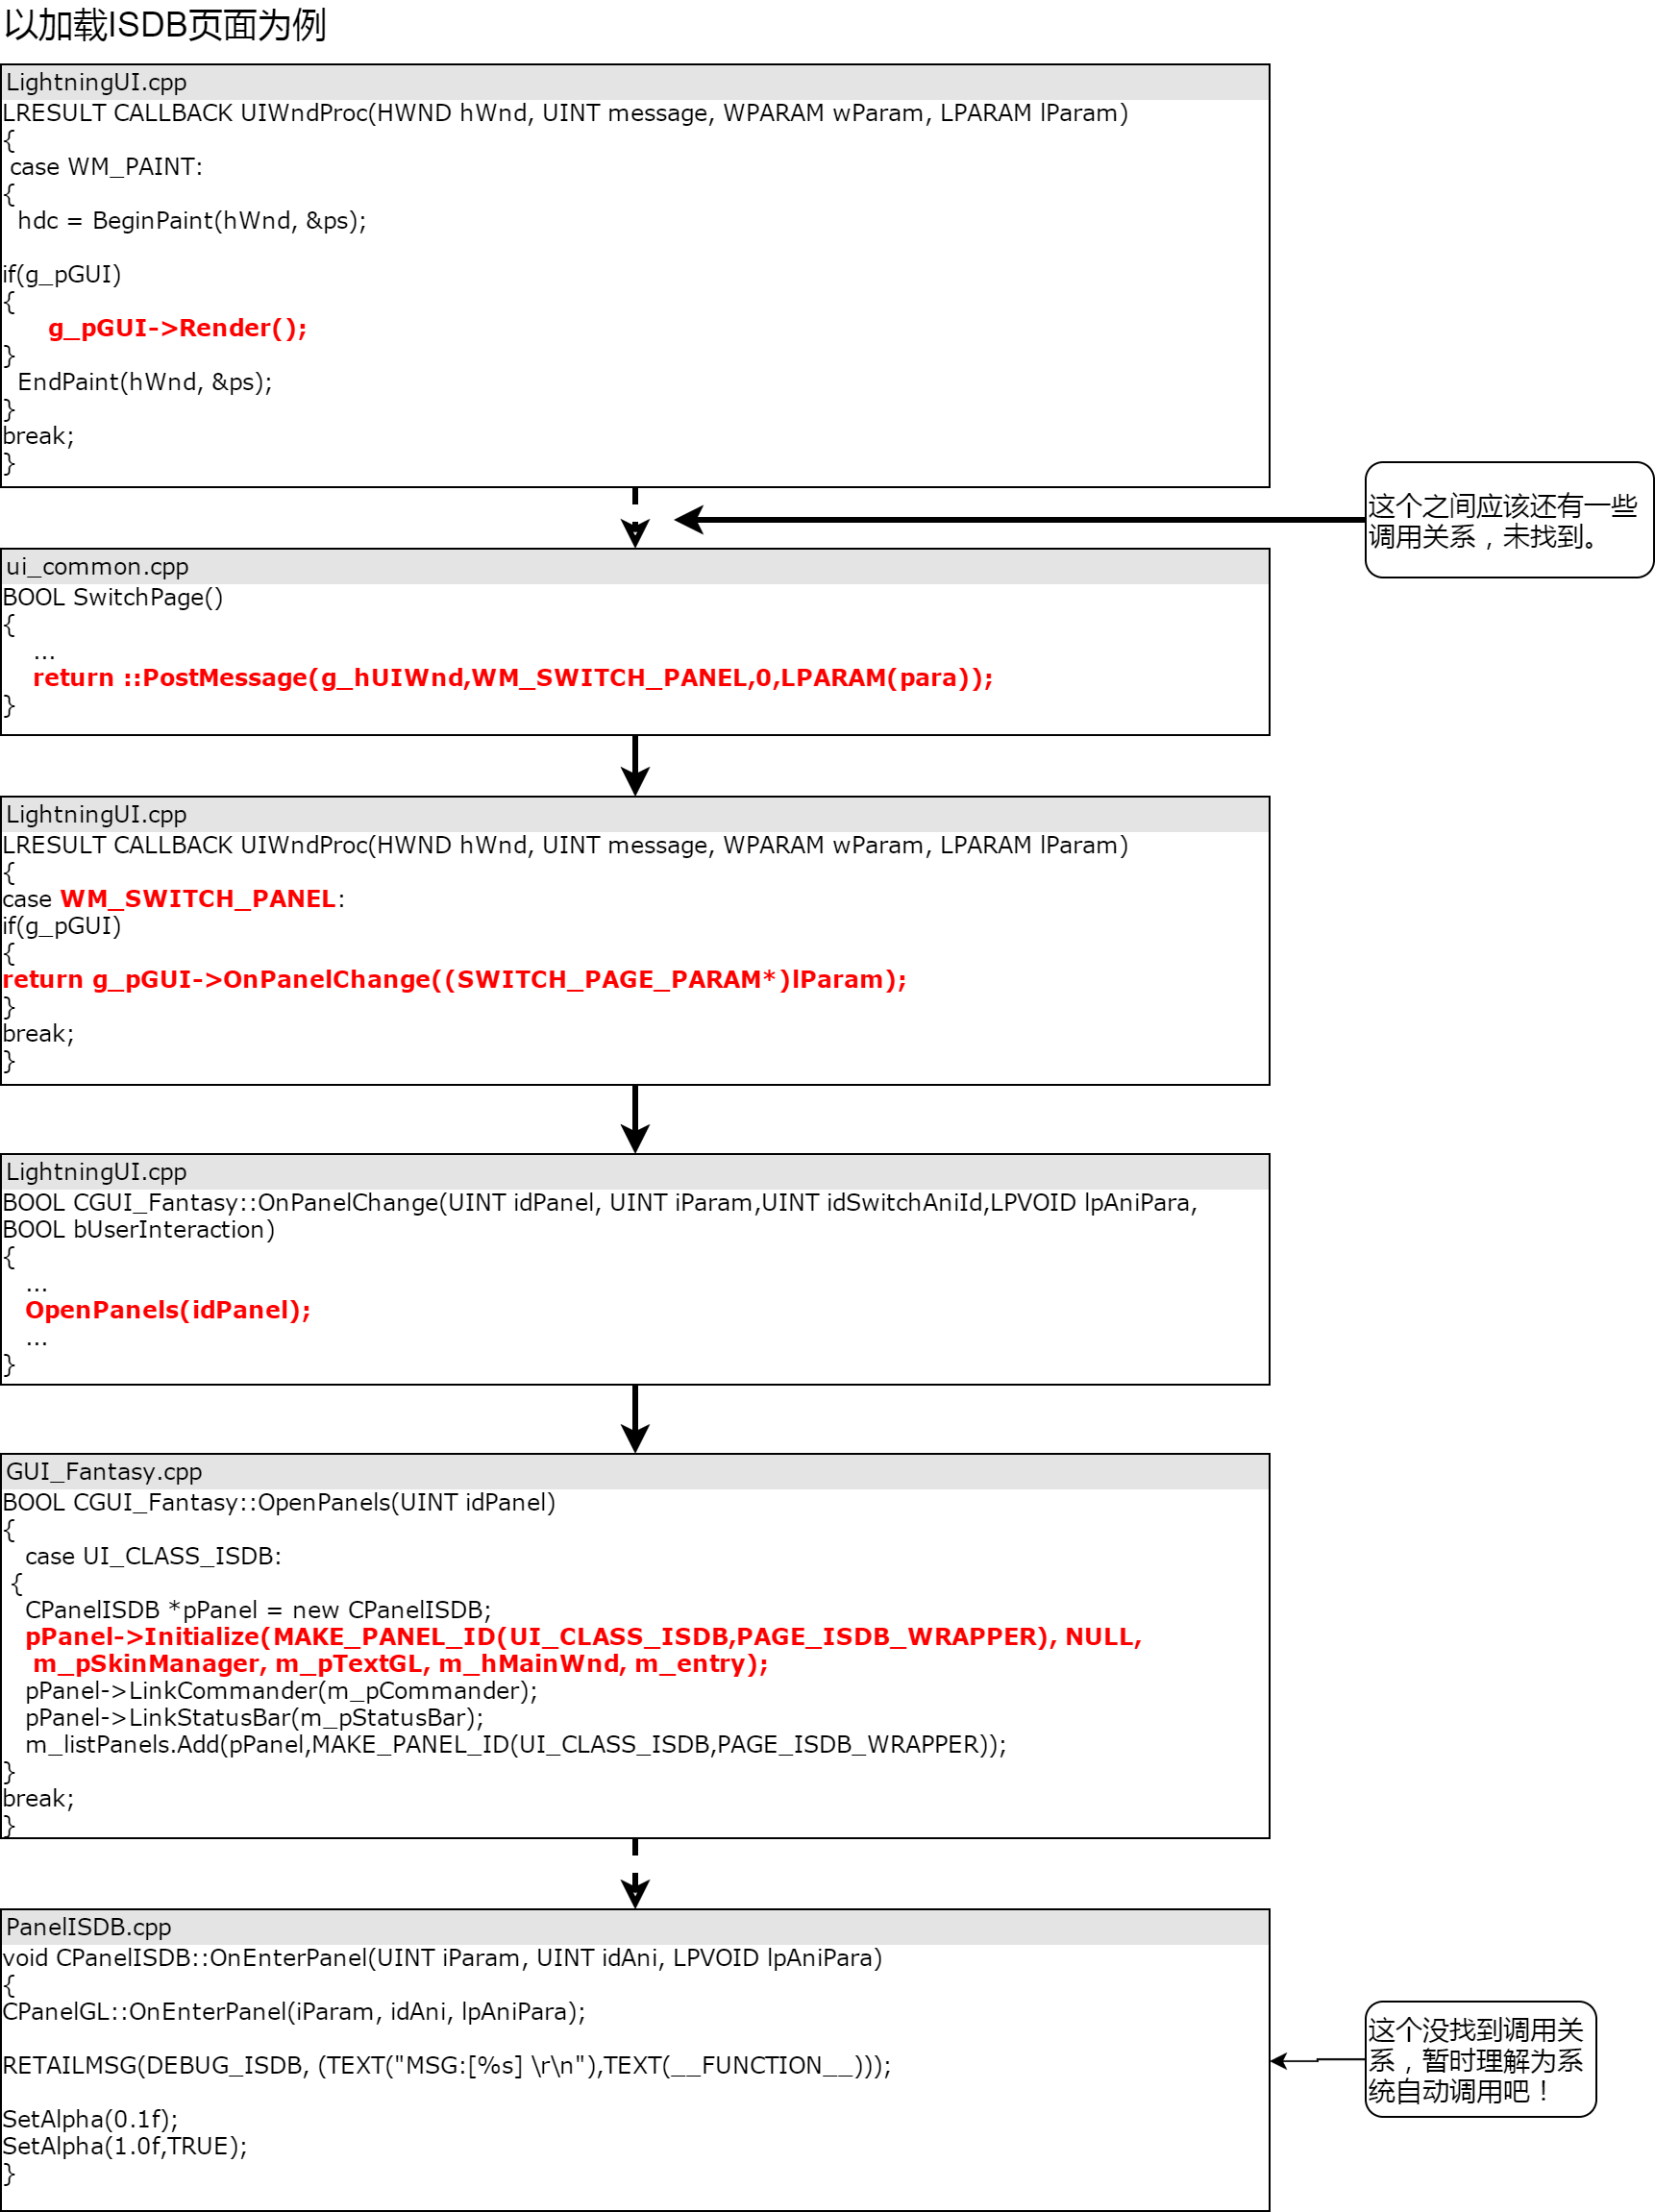 以加载ISDB页面为例
LightningUI.cpp
LRESULT CALLBACK UIWndProc(HWND hWnd, UINT message, WPARAM wParam, LPARAM lParam)
{
case WM_PAINT:
{
hdc = BeginPaint(hWnd, &ps);
if(g_pGUI)
{
g_pGUI->Render();
}
EndPaint(hWnd, &ps);
}
break;
}
这个之间应该还有一些
调用关系，未找到。
ui_common.cpp
BOOL SwitchPage()
{
...
return ::PostMessage(g_hUIWnd,WM_SWITCH_PANEL,0,LPARAM(para));
}
LightningUI.cpp
LRESULT CALLBACK UIWndProc(HWND hWnd, UINT message, WPARAM wParam, LPARAM lParam)
{
case WM_SWITCH_PANEL:
if(g_pGUI)
{
return g_pGUI->OnPanelChange((SWITCH_PAGE_PARAM*)lParam);
}
break;
}
LightningUI.cpp
BOOL CGUI_Fantasy::OnPanelChange(UINT idPanel, UINT iParam,UINT idSwitchAniId,LPVOID lpAniPara,
BOOL bUserInteraction)
{
...
OpenPanels(idPanel);
...
}
GUI_Fantasy.cpp
BOOL CGUI_Fantasy::OpenPanels(UINT idPanel)
{
case UI_CLASS_ISDB:
{
CPanelISDB *pPanel = new CPanelISDB;
pPanel->Initialize(MAKE_PANEL_ID(UI_CLASS_ISDB,PAGE_ISDB_WRAPPER), NULL,
m_pSkinManager, m_pTextGL, m_hMainWnd, m_entry);
pPanel->LinkCommander(m_pCommander);
pPanel->LinkStatusBar(m_pStatusBar);
m_listPanels.Add(pPanel,MAKE_PANEL_ID(UI_CLASS_ISDB,PAGE_ISDB_WRAPPER));
}
break;
}
PanelISDB.cpp
void CPanelISDB::OnEnterPanel(UINT iParam, UINT idAni, LPVOID lpAniPara)
{
CPanelGL::OnEnterPanel(iParam, idAni, lpAniPara);
RETAILMSG(DEBUG_ISDB, (TEXT("MSG:[%s] \r\n"),TEXT(__FUNCTION__)));
SetAlpha(0.1f);
SetAlpha(1.0f,TRUE);
}
这个没找到调用关
系，暂时理解为系
统自动调用吧！